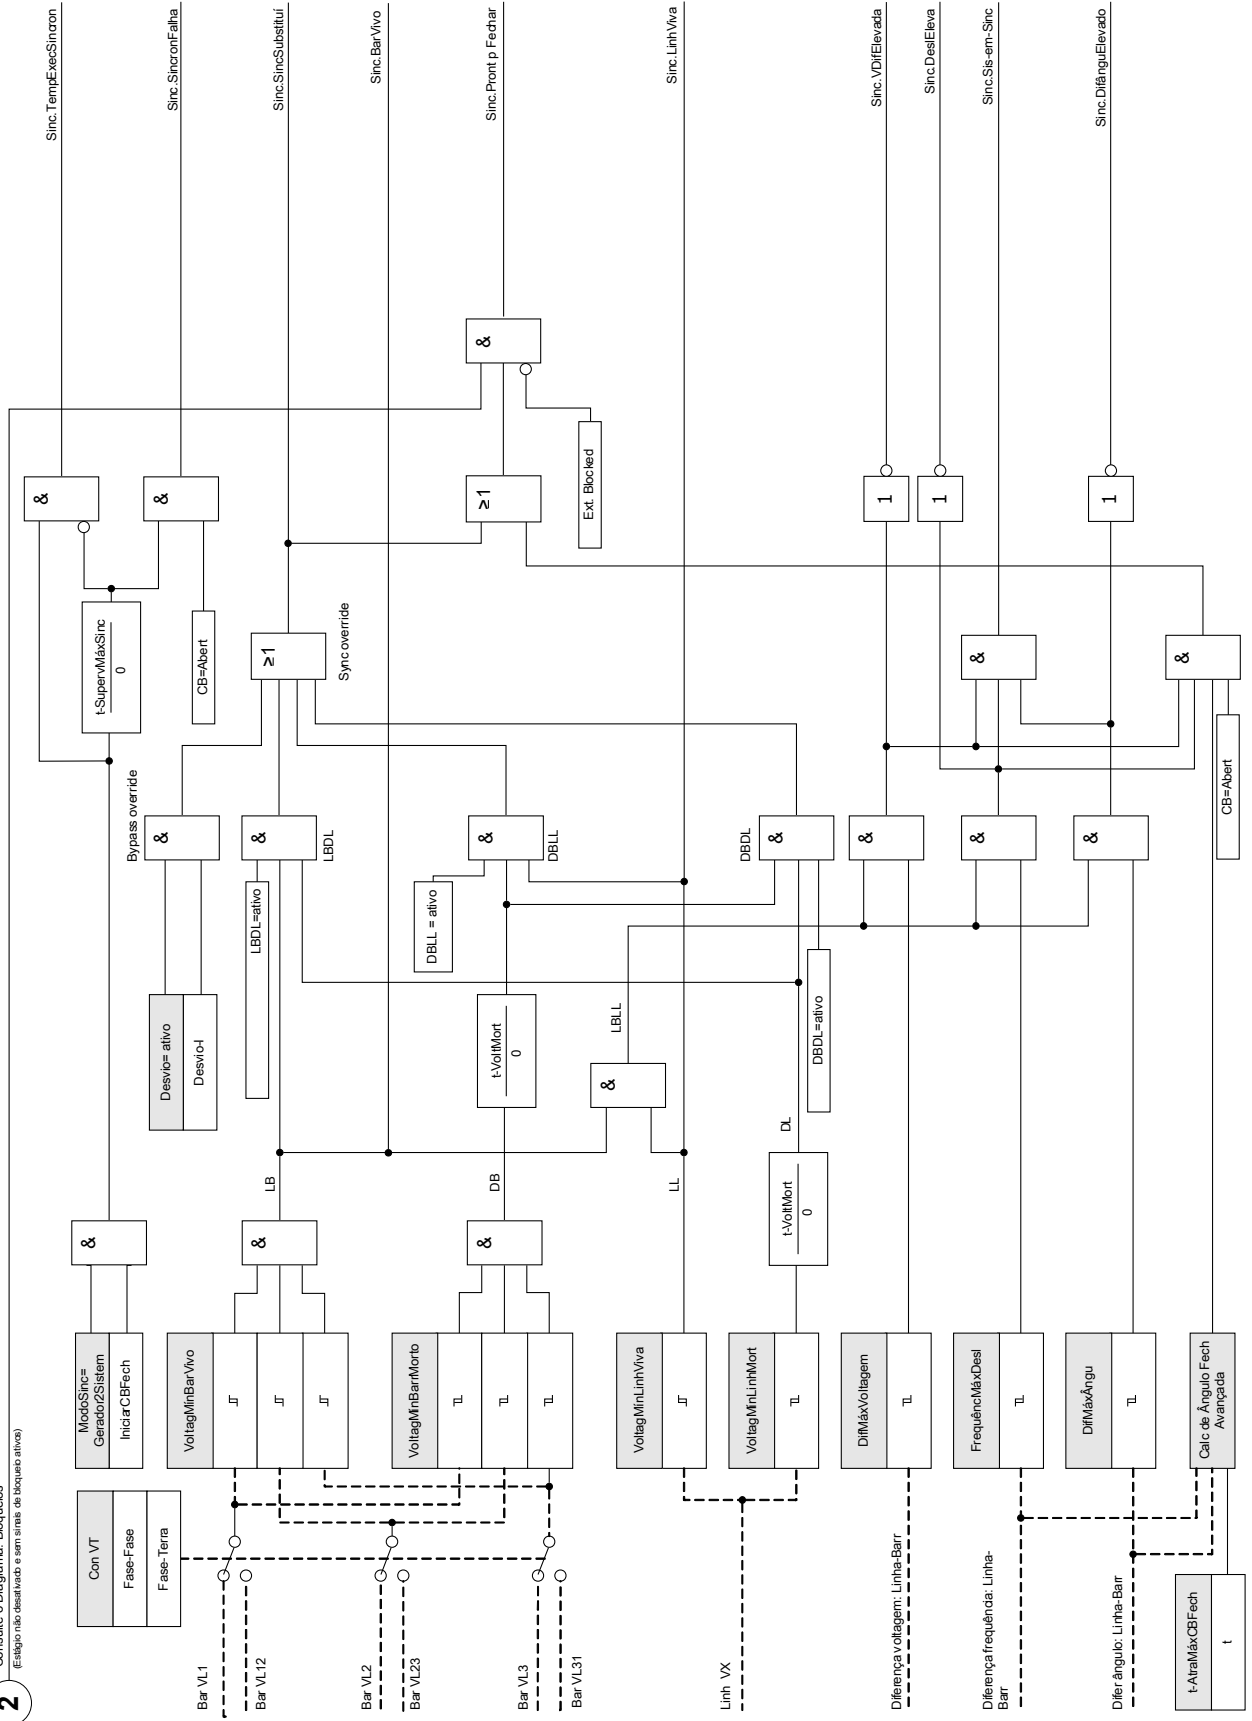 2
(Estágio não desativado e sem sinais de bloqueio ativos)
Con VT
Fase-Fase
Fase-Terra
Bar VL1
Bar VL12
Bar VL2
Bar VL23
Bar VL3
Bar VL31
Linh VX
Diferença voltagem: Linha-Barr
Diferença frequência: Linha-
Barr
Difer ângulo: Linha-Barr
t-AtraMáxCBFech
t
ModoSinc=
Gerador2Sistem
IniciarCBFech
VoltagMinBarVivo
VoltagMinBarrMorto
VoltagMinLinhViva
VoltagMinLinhMort
DifMáxVoltagem
FrequêncMáxDesl
DifMáxÂngu
Calc de Ângulo Fech
Avançada
&
&
LB
&
DB
LL
t-VoltMort
0
DL
Desvio= ativo
Desvio-I
LBDL=ativo
t-VoltMort
0
&
LBLL
DBLL = ativo
DBDL=ativo
Bypass override
&
&
LBDL
&
DBLL
DBDL
&
&
&
&
CB=Abert
t-SupervMáxSinc
0
CB=Abert
≥1
Sync override
&
&
&
&
≥1
Ext. Blocked
1
1
1
&
Sinc.TempExecSincron
Sinc.SincronFalha
Sinc.SincSubstituí
Sinc.BarVivo
Sinc.Pront p Fechar
Sinc.LinhViva
Sinc.VDifElevada
Sinc.DeslEleva
Sinc.Sis-em-Sinc
Sinc.DifânguElevado